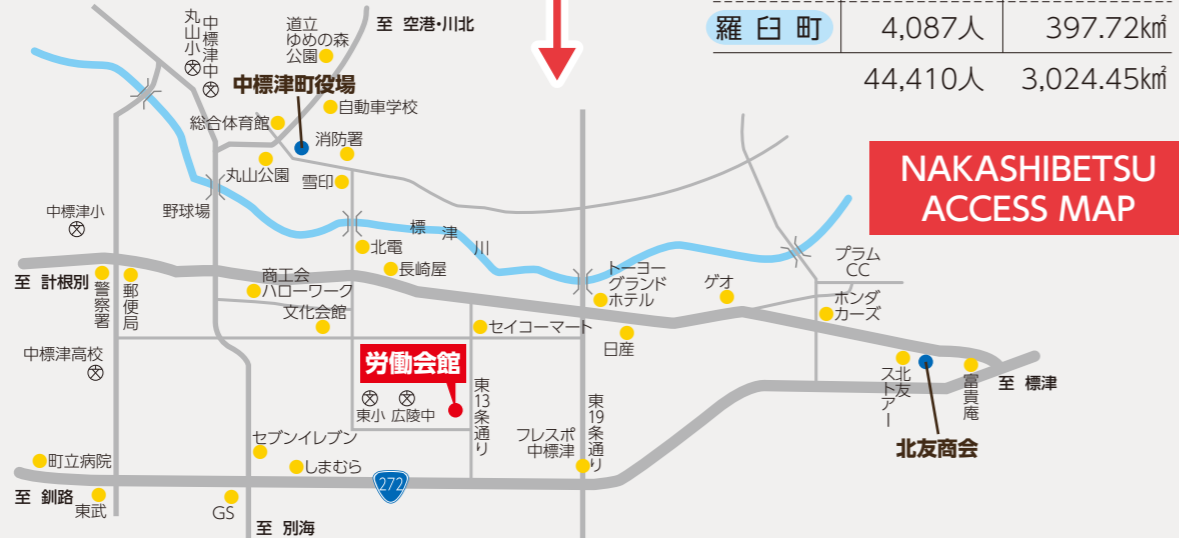 羅臼町 4,087人 397.72km²
44,410人 3,024.45km²
NAKASHIBETSU
ACCESS MAP
至 空港・川北
道立
ゆめの森
公園
丸山小
中標津中
中標津町役場
自動車学校
総合体育館
消防署
丸山公園
雪印
中標津小
野球場
標津川
北電
長崎屋
至 計根別
警察署
郵便局
商工会
ハローワーク
文化会館
セイコーマート
トーヨー
グランド
ホテル
日産
ゲオ
プラム
CC
ホンダ
カーズ
中標津高校
労働会館
東小
広陵中
東13条通り
東19条通り
フレスポ
中標津
北友
ストアー
富貴庵
至 標津
北友商会
セブンイレブン
しまむら
町立病院
至 釧路
東武
GS
272
至 別海